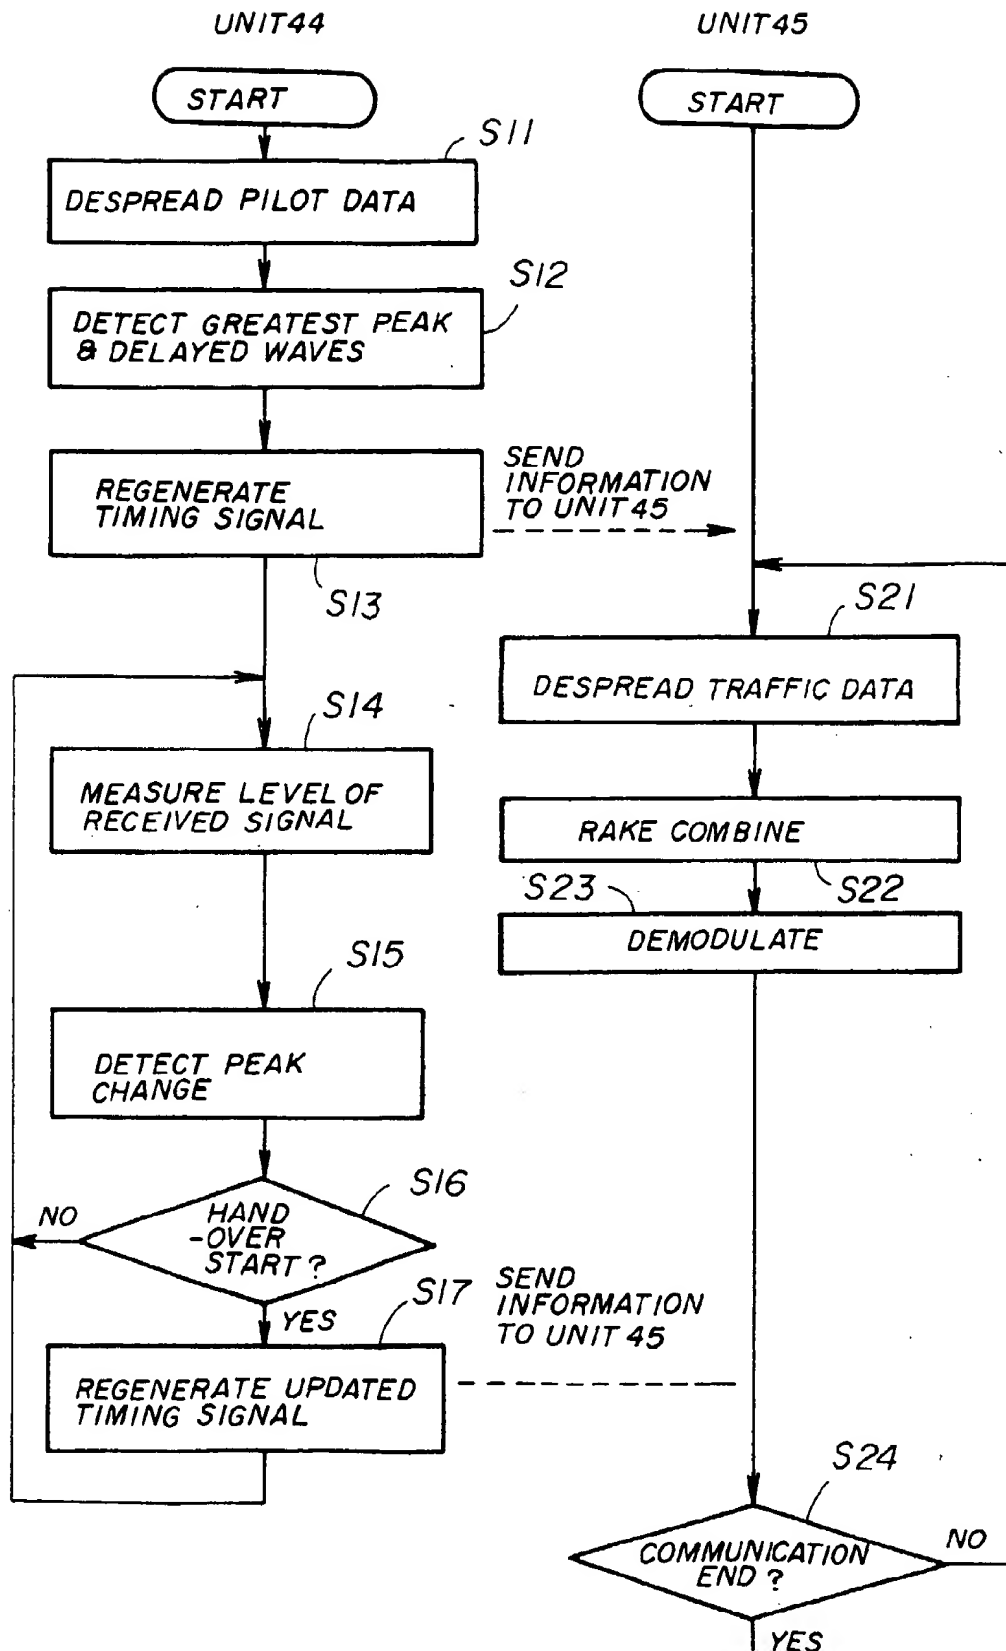 UNIT44
START
S11
DESPREAD PILOT DATA
S12
DETECT GREATEST PEAK
& DELAYED WAVES
REGENERATE
TIMING SIGNAL
SEND
INFORMATION
TO UNIT45
S13
S14
MEASURE LEVEL OF
RECEIVED SIGNAL
S15
DETECT PEAK
CHANGE
S16
HAND
-OVER
START?
NO
YES
S17
SEND
INFORMATION
TO UNIT 45
REGENERATE UPDATED
TIMING SIGNAL
UNIT45
START
S21
DESPREAD TRAFFIC DATA
RAKE COMBINE
S22
S23
DEMODULATE
S24
COMMUNICATION
END?
NO
YES